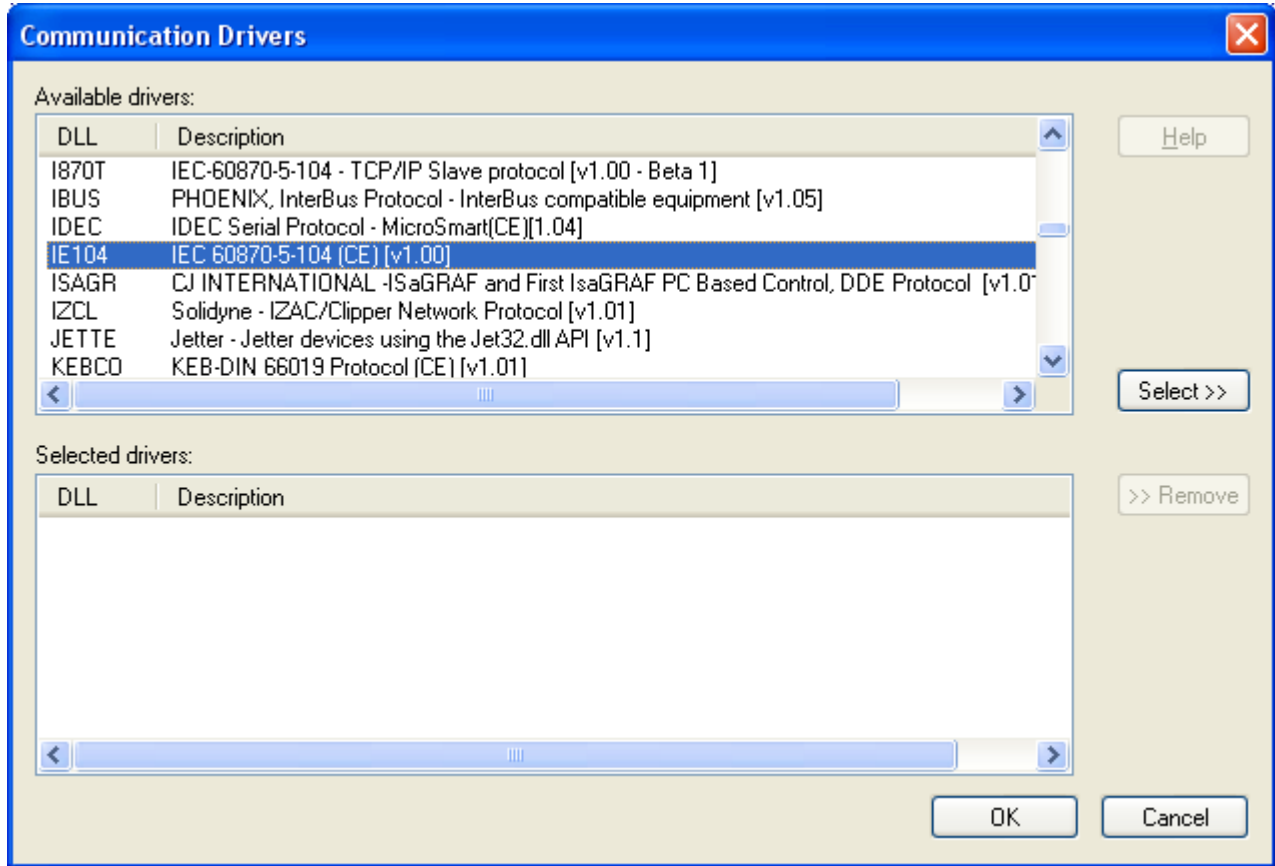 Communication Drivers
Available drivers:
DLL Description
Help
I870T IEC-60870-5-104 - TCP/IP Slave protocol [v1.00 - Beta 1]
IBUS PHOENIX, InterBus Protocol - InterBus compatible equipment [v1.05]
IDEC IDEC Serial Protocol - MicroSmart(CE)[1.04]
IE104 IEC 60870-5-104 (CE) [v1.00]
ISAGR CJ INTERNATIONAL -ISaGRAF and First IsaGRAF PC Based Control, DDE Protocol [v1.0
IZCL Solidyne - IZAC/Clipper Network Protocol [v1.01]
JETTE Jetter - Jetter devices using the Jet32.dll API [v1.1]
KEBCO KEB-DIN 66019 Protocol (CE) [v1.01]
Select >>
Selected drivers:
DLL Description
>> Remove
OK Cancel